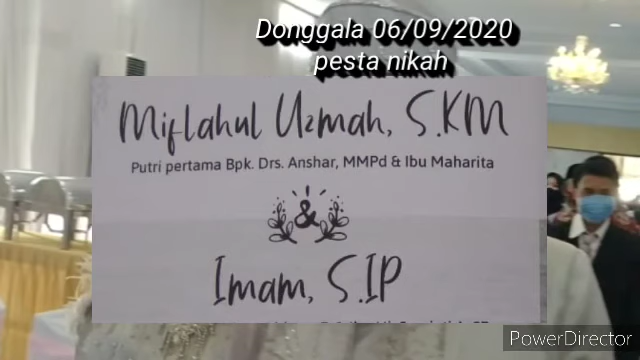 Donggala 06/09/2020
pesta nikah
Miftahul Uzmah, S.KM
Putri pertama Bpk. Drs. Anshar, MMPd & Ibu Maharita
&
Imam, S.IP
PowerDirector